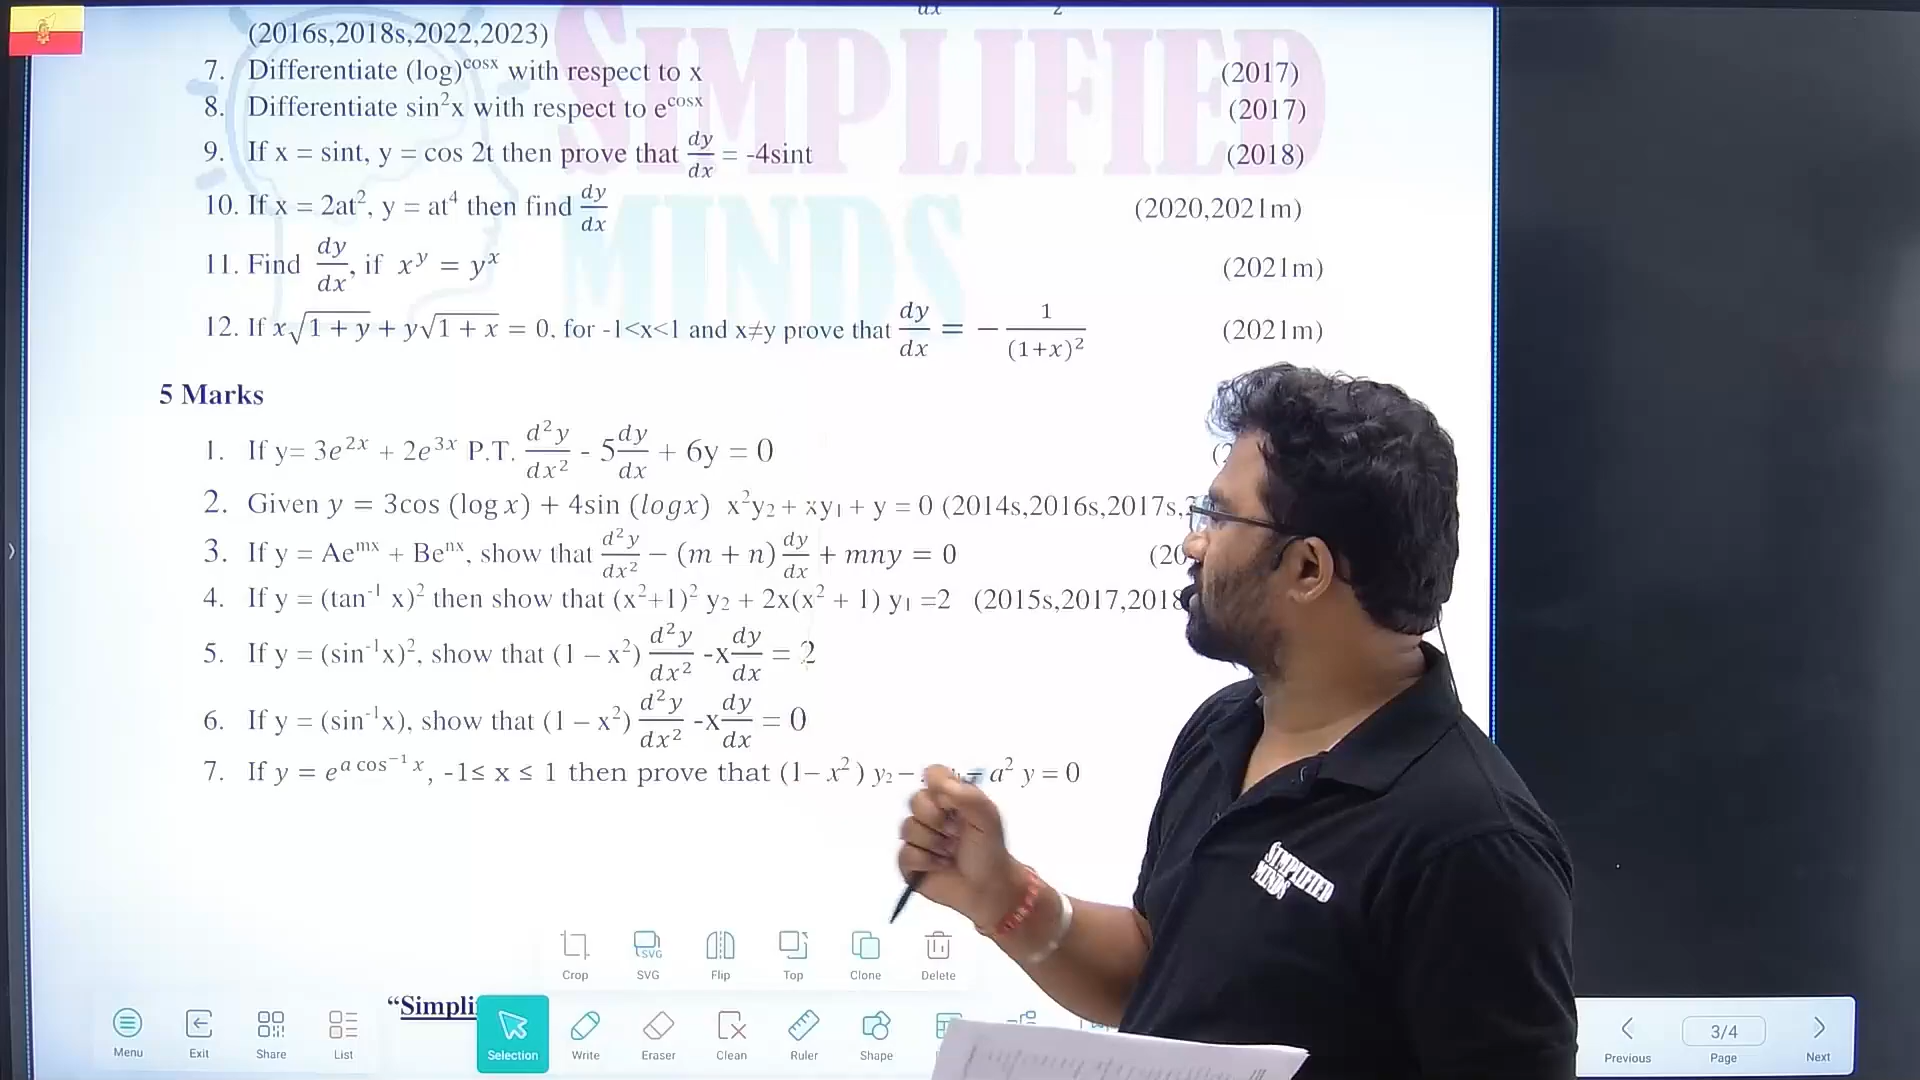 (2016s,2018s,2022,2023)
SIMPLIFIED
MINDS
7. Differentiate (log)^cosx with respect to x (2017)
8. Differentiate sin²x with respect to e^cosx (2017)
9. If x = sint, y = cos 2t then prove that dy/dx = -4sint (2018)
10. If x = 2at², y = at⁴ then find dy/dx (2020,2021m)
11. Find dy/dx, if x^y = y^x (2021m)
12. If x√(1 + y) + y√(1 + x) = 0. for -1<x<1 and x≠y prove that dy/dx = − 1/(1+x)² (2021m)
5 Marks
1. If y= 3e^2x + 2e^3x P.T. d²y/dx² - 5dy/dx + 6y = 0
2. Given y = 3cos (log x) + 4sin (logx) x²y₂ + xy₁ + y = 0 (2014s,2016s,2017s,
3. If y = Ae^mx + Be^nx, show that d²y/dx² − (m + n) dy/dx + mny = 0
4. If y = (tan⁻¹ x)² then show that (x²+1)² y₂ + 2x(x² + 1) y₁ =2 (2015s,2017,2018
5. If y = (sin⁻¹x)², show that (1 – x²) d²y/dx² -x dy/dx = 2
6. If y = (sin⁻¹x), show that (1 – x²) d²y/dx² -x dy/dx = 0
7. If y = e^(a cos⁻¹ x), -1≤ x ≤ 1 then prove that (1− x²) y₂ − a² y = 0
SIMPLIFIED
MINDS
Crop SVG Flip Top Clone Delete
“Simpli
Menu Exit Share List Selection Write Eraser Clean Ruler Shape
Previous 3/4 Page Next